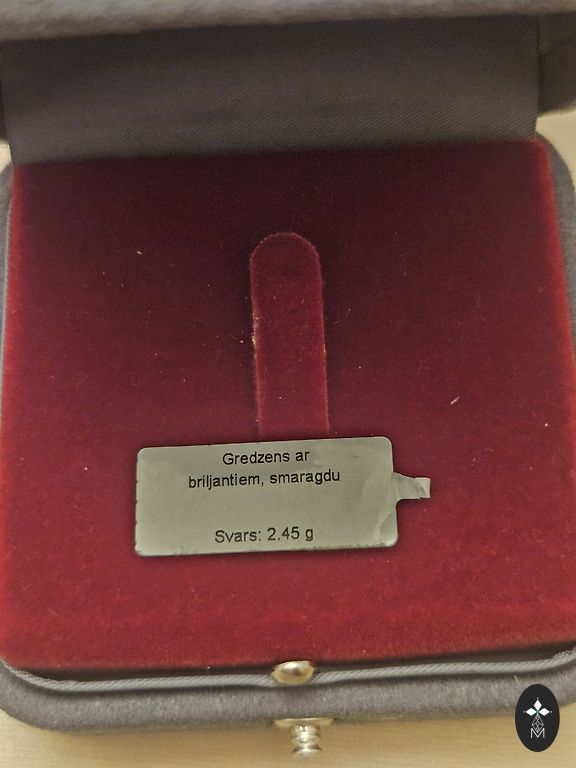 Gredzens ar
briljantiem, smaragdu
Svars: 2.45 g
M